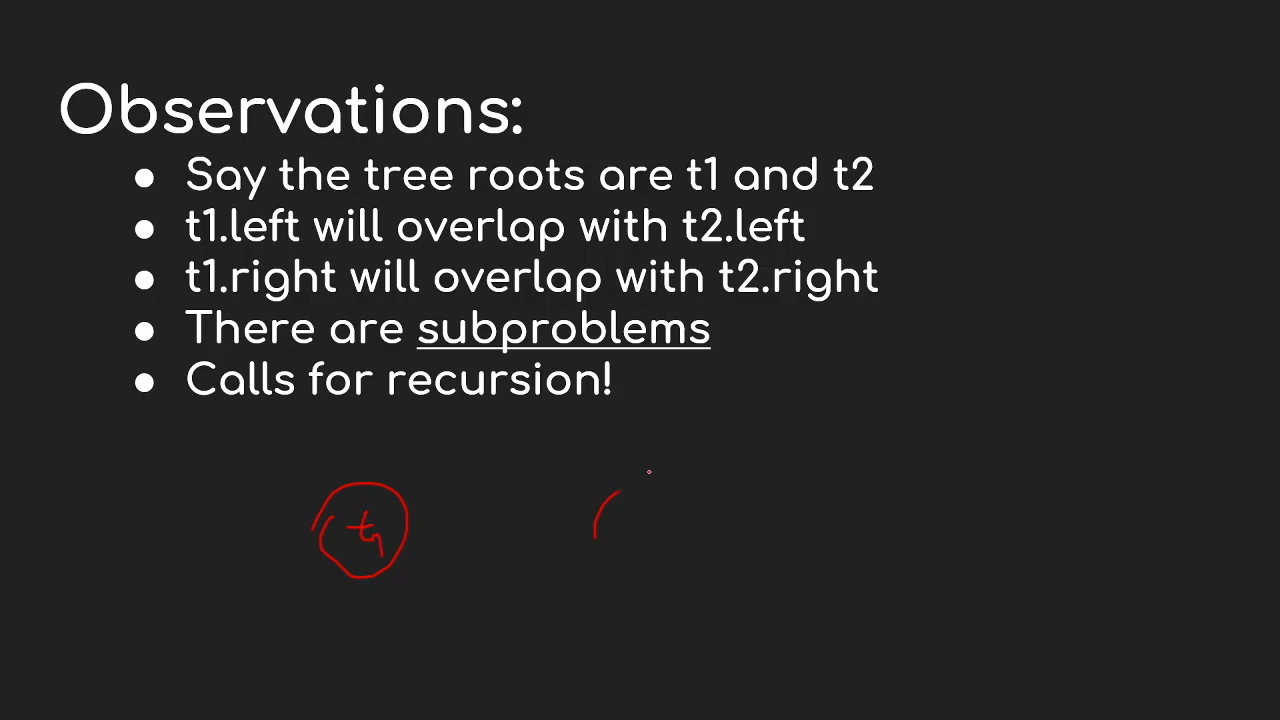 Observations:
● Say the tree roots are t1 and t2
● t1.left will overlap with t2.left
● t1.right will overlap with t2.right
● There are subproblems
● Calls for recursion!
t1